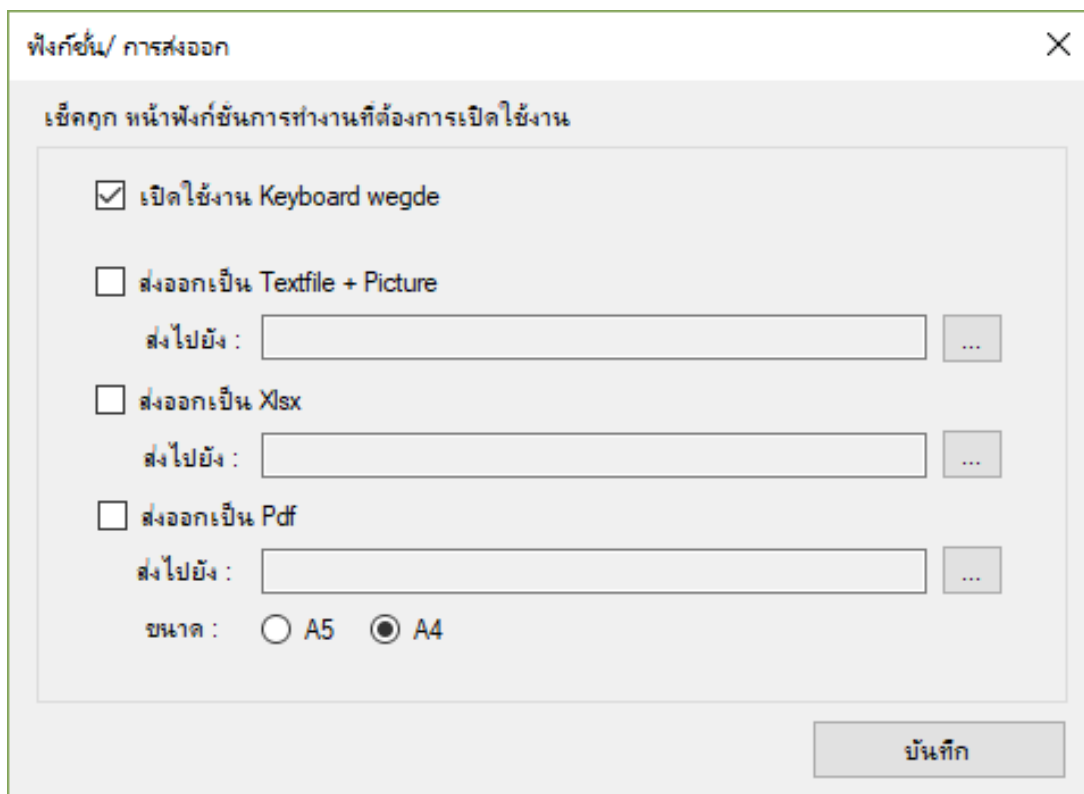 ฟังก์ชั่น/ การส่งออก
เช็คถูก หน้าฟังก์ชั่นการทำงานที่ต้องการเปิดใช้งาน
เปิดใช้งาน Keyboard wegde
ส่งออกเป็น Textfile + Picture
ส่งไปยัง :
...
ส่งออกเป็น Xlsx
ส่งไปยัง :
...
ส่งออกเป็น Pdf
ส่งไปยัง :
...
ขนาด : A5 A4
บันทึก